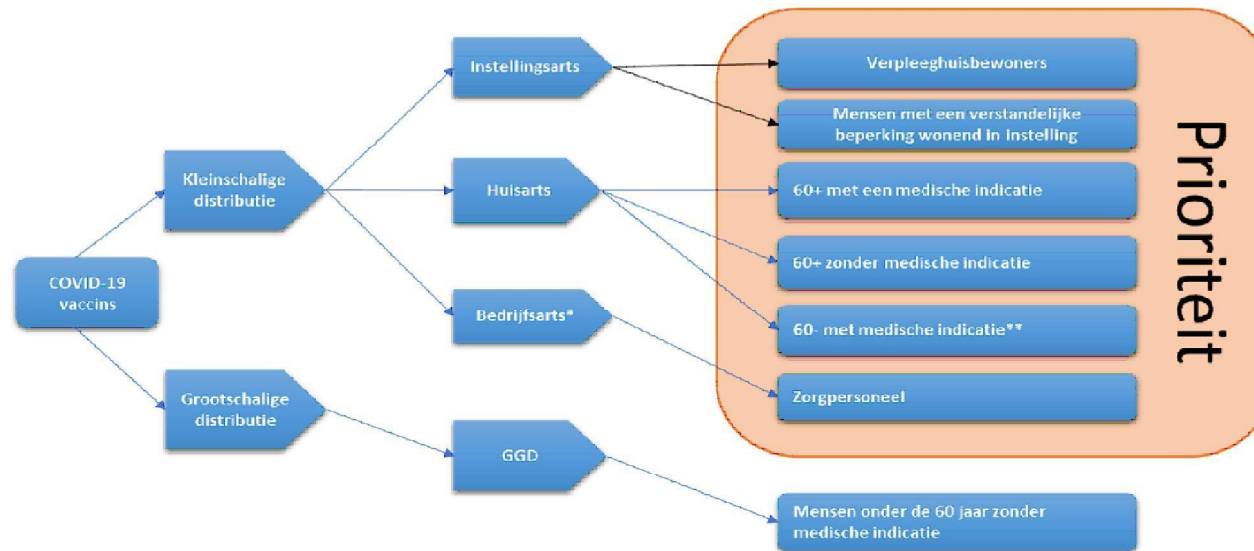 COVID-19
vaccins
Kleinschalige
distributie
Grootschalige
distributie
Instellingsarts
Huisarts
Bedrijfsarts*
GGD
Verpleeghuisbewoners
Mensen met een verstandelijke
beperking wonend in Instelling
60+ met een medische indicatie
60+ zonder medische indicatie
60- met medische indicatie**
Zorgpersoneel
Mensen onder de 60 jaar zonder
medische indicatie
Prioriteit